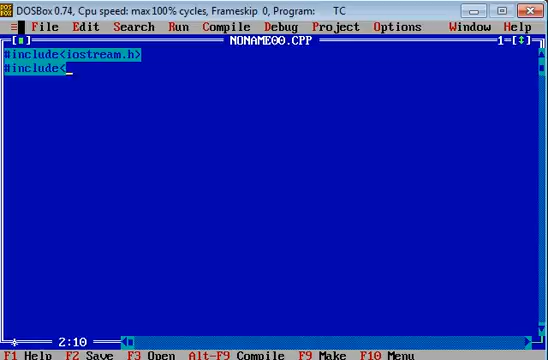 DOSBox 0.74, Cpu speed: max 100% cycles, Frameskip 0, Program: TC
≡ File Edit Search Run Compile Debug Project Options Window Help
NONAME00.CPP 1=[↕]
#include<iostream.h>
#include<_
* 2:10
F1 Help F2 Save F3 Open Alt-F9 Compile F9 Make F10 Menu